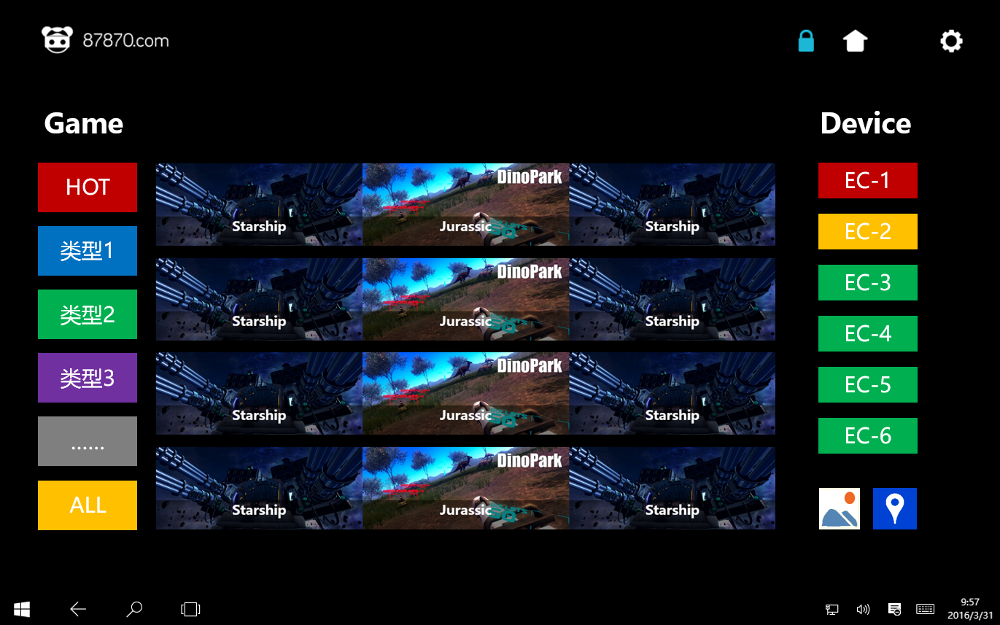 87870.com
Game
Device
HOT
类型1
类型2
类型3
......
ALL
DinoPark
Starship
Jurassic
Starship
DinoPark
Starship
Jurassic
Starship
DinoPark
Starship
Jurassic
Starship
DinoPark
Starship
Jurassic
Starship
EC-1
EC-2
EC-3
EC-4
EC-5
EC-6
9:57
2016/3/31